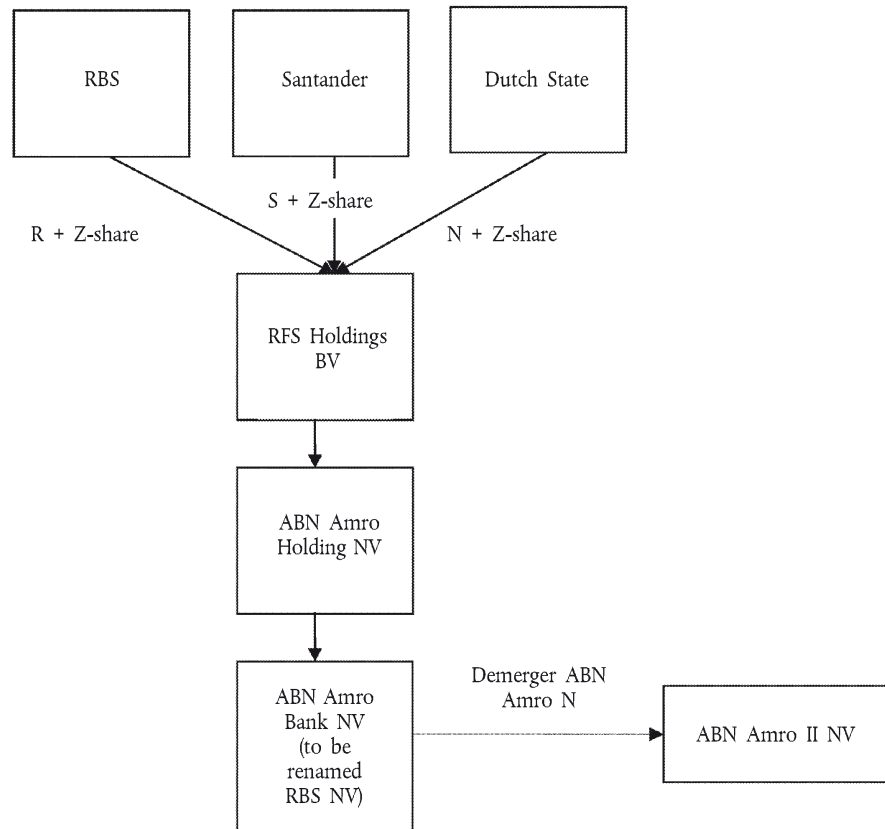 RBS
Santander
Dutch State
S + Z-share
R + Z-share
N + Z-share
RFS Holdings
BV
ABN Amro
Holding NV
ABN Amro
Bank NV
(to be
renamed
RBS NV)
Demerger ABN
Amro N
ABN Amro II NV